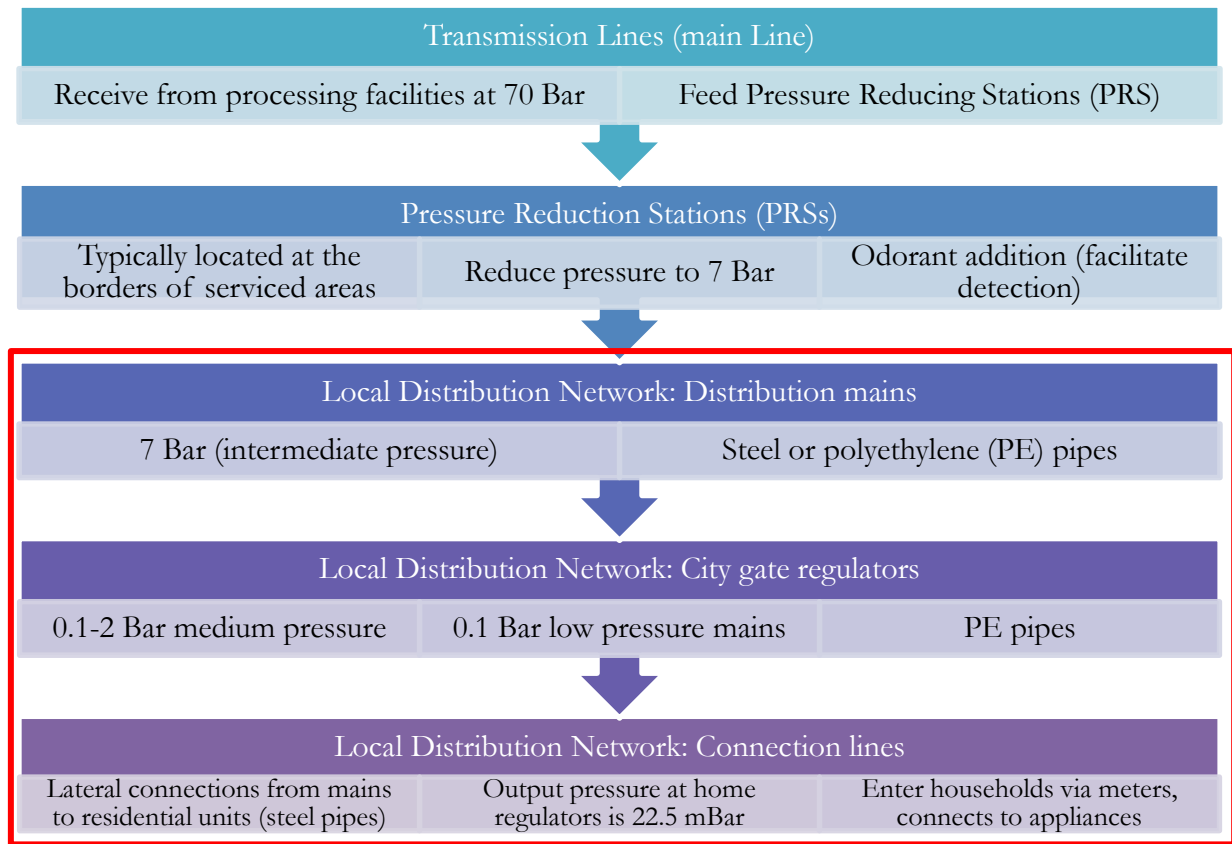 Transmission Lines (main Line)
Receive from processing facilities at 70 Bar
Feed Pressure Reducing Stations (PRS)
Pressure Reduction Stations (PRSs)
Typically located at the
borders of serviced areas
Reduce pressure to 7 Bar
Odorant addition (facilitate
detection)
Local Distribution Network: Distribution mains
7 Bar (intermediate pressure)
Steel or polyethylene (PE) pipes
Local Distribution Network: City gate regulators
0.1-2 Bar medium pressure
0.1 Bar low pressure mains
PE pipes
Local Distribution Network: Connection lines
Lateral connections from mains
to residential units (steel pipes)
Output pressure at home
regulators is 22.5 mBar
Enter households via meters,
connects to appliances